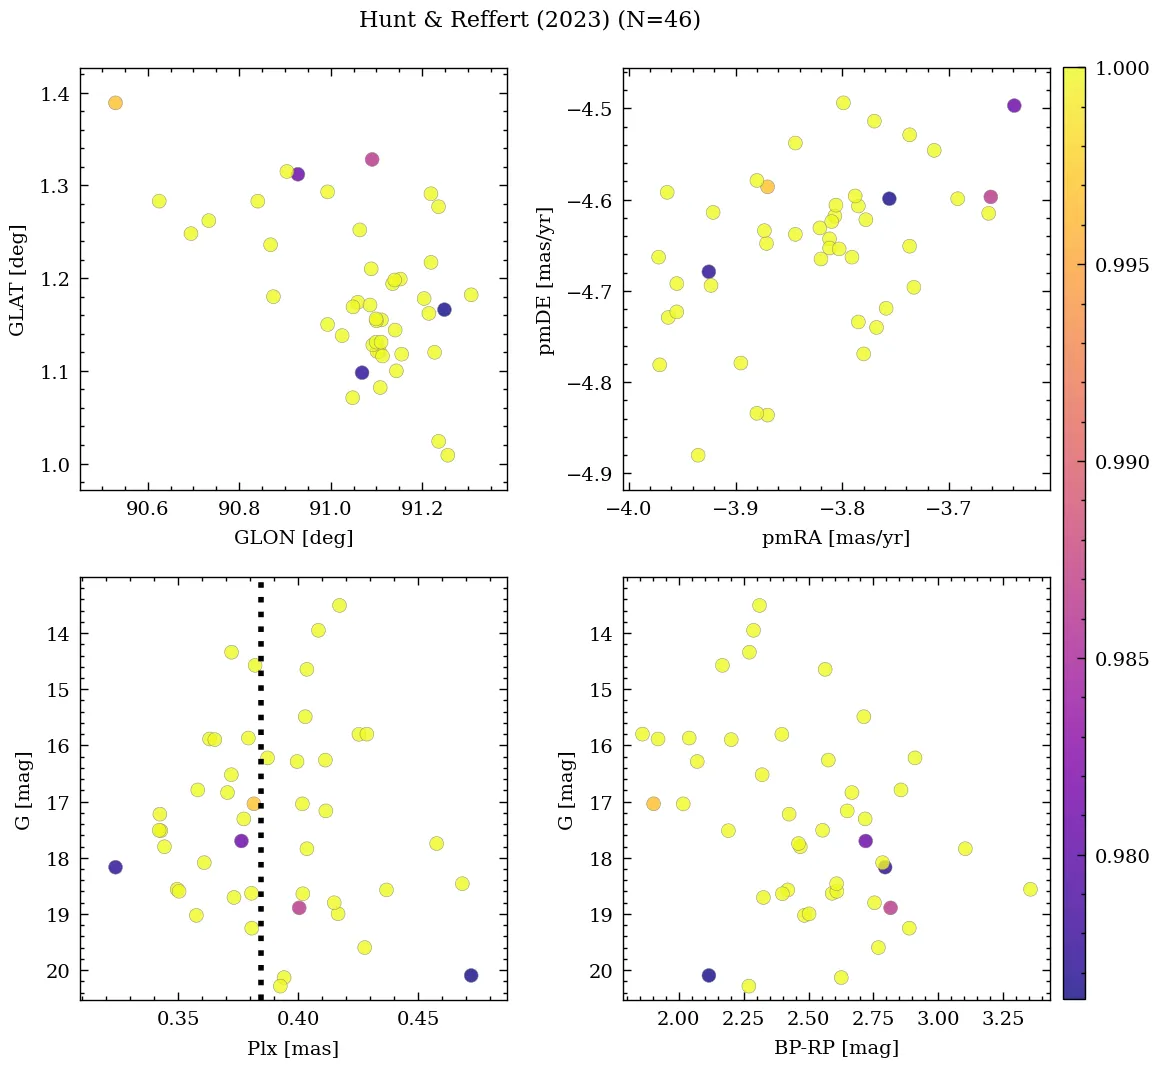 Hunt & Reffert (2023) (N=46)
1.4
1.3
1.2
1.1
1.0
GLAT [deg]
90.6 90.8 91.0 91.2
GLON [deg]
−4.5
−4.6
−4.7
−4.8
−4.9
pmDE [mas/yr]
−4.0 −3.9 −3.8 −3.7
pmRA [mas/yr]
14
15
16
17
18
19
20
G [mag]
0.35 0.40 0.45
Plx [mas]
14
15
16
17
18
19
20
G [mag]
2.00 2.25 2.50 2.75 3.00 3.25
BP-RP [mag]
1.000
0.995
0.990
0.985
0.980